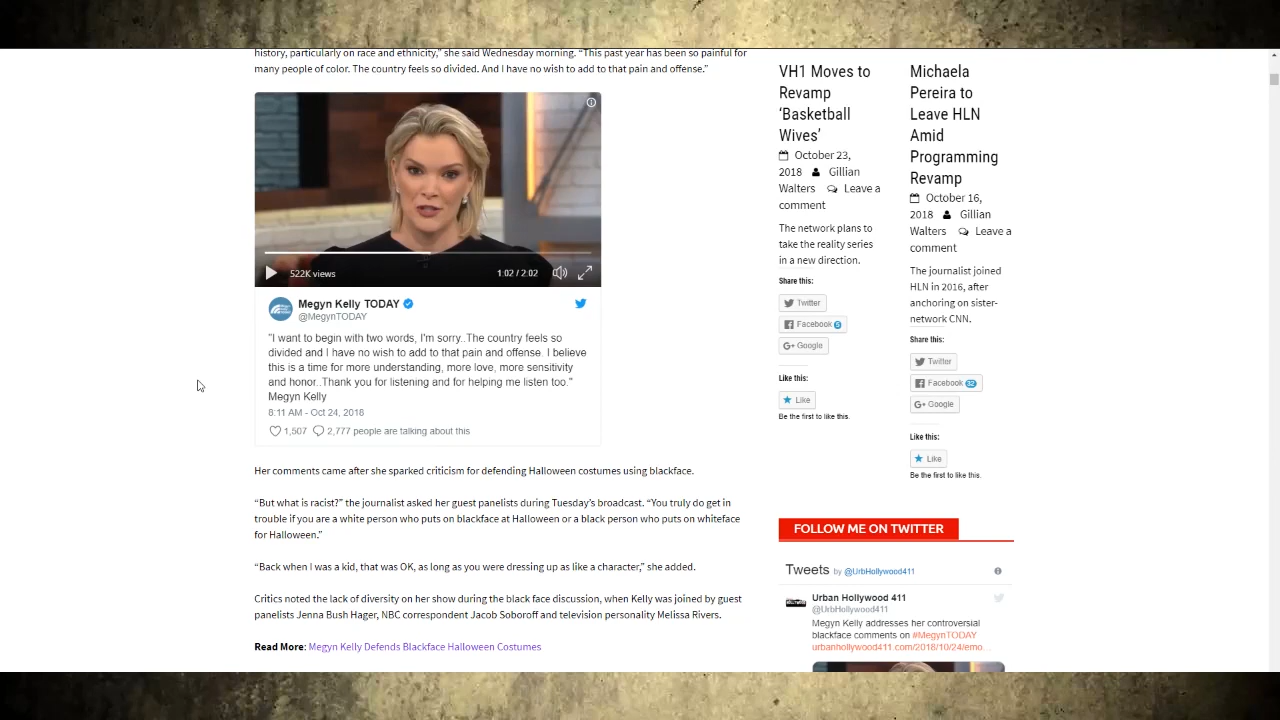 history, particularly on race and ethnicity," she said Wednesday morning. "This past year has been so painful for
many people of color. The country feels so divided. And I have no wish to add to that pain and offense."
522K views
1:02 / 2:02
Megyn Kelly TODAY
@MegynTODAY
"I want to begin with two words, I'm sorry..The country feels so
divided and I have no wish to add to that pain and offense. I believe
this is a time for more understanding, more love, more sensitivity
and honor..Thank you for listening and for helping me listen too."
Megyn Kelly
8:11 AM - Oct 24, 2018
1,507 2,777 people are talking about this
Her comments came after she sparked criticism for defending Halloween costumes using blackface.
“But what is racist?” the journalist asked her guest panelists during Tuesday’s broadcast. “You truly do get in
trouble if you are a white person who puts on blackface at Halloween or a black person who puts on whiteface
for Halloween.”
“Back when I was a kid, that was OK, as long as you were dressing up as like a character,” she added.
Critics noted the lack of diversity on her show during the black face discussion, when Kelly was joined by guest
panelists Jenna Bush Hager, NBC correspondent Jacob Soboroff and television personality Melissa Rivers.
Read More: Megyn Kelly Defends Blackface Halloween Costumes
VH1 Moves to
Revamp
‘Basketball
Wives’
October 23,
2018 Gillian
Walters Leave a
comment
The network plans to
take the reality series
in a new direction.
Share this:
Twitter
Facebook 5
G+ Google
Like this:
Like
Be the first to like this.
Michaela
Pereira to
Leave HLN
Amid
Programming
Revamp
October 16,
2018 Gillian
Walters Leave a
comment
The journalist joined
HLN in 2016, after
anchoring on sister-
network CNN.
Share this:
Twitter
Facebook 32
G+ Google
Like this:
Like
Be the first to like this.
FOLLOW ME ON TWITTER
Tweets by @UrbHollywood411
Urban Hollywood 411
@UrbHollywood411
Megyn Kelly addresses her controversial
blackface comments on #MegynTODAY
urbanhollywood411.com/2018/10/24/emo…